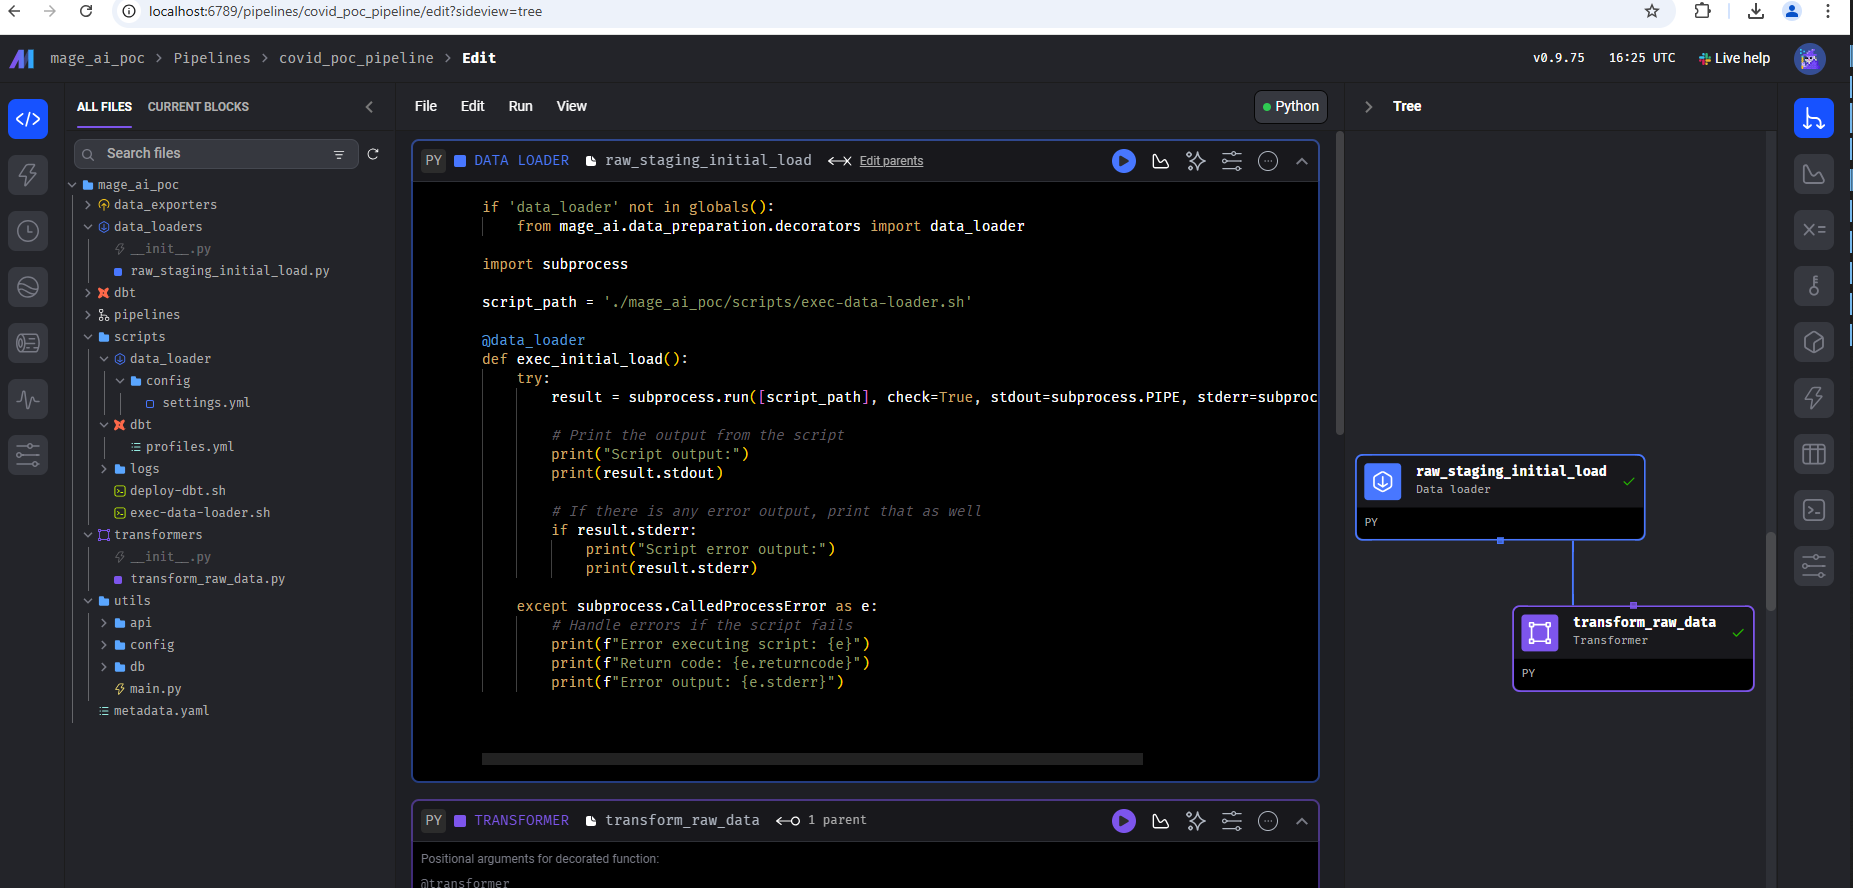 localhost:6789/pipelines/covid_poc_pipeline/edit?sideview=tree
mage_ai_poc > Pipelines > covid_poc_pipeline > Edit
v0.9.75 16:25 UTC Live help
ALL FILES CURRENT BLOCKS
Search files
mage_ai_poc
data_exporters
data_loaders
__init__.py
raw_staging_initial_load.py
dbt
pipelines
scripts
data_loader
config
settings.yml
dbt
profiles.yml
logs
deploy-dbt.sh
exec-data-loader.sh
transformers
__init__.py
transform_raw_data.py
utils
api
config
db
main.py
metadata.yaml
File Edit Run View
Python
PY DATA LOADER raw_staging_initial_load Edit parents
if 'data_loader' not in globals():
from mage_ai.data_preparation.decorators import data_loader
import subprocess
script_path = './mage_ai_poc/scripts/exec-data-loader.sh'
@data_loader
def exec_initial_load():
try:
result = subprocess.run([script_path], check=True, stdout=subprocess.PIPE, stderr=subproc
# Print the output from the script
print("Script output:")
print(result.stdout)
# If there is any error output, print that as well
if result.stderr:
print("Script error output:")
print(result.stderr)
except subprocess.CalledProcessError as e:
# Handle errors if the script fails
print(f"Error executing script: {e}")
print(f"Return code: {e.returncode}")
print(f"Error output: {e.stderr}")
PY TRANSFORMER transform_raw_data 1 parent
Positional arguments for decorated function:
@transformer
Tree
raw_staging_initial_load
Data loader
PY
transform_raw_data
Transformer
PY